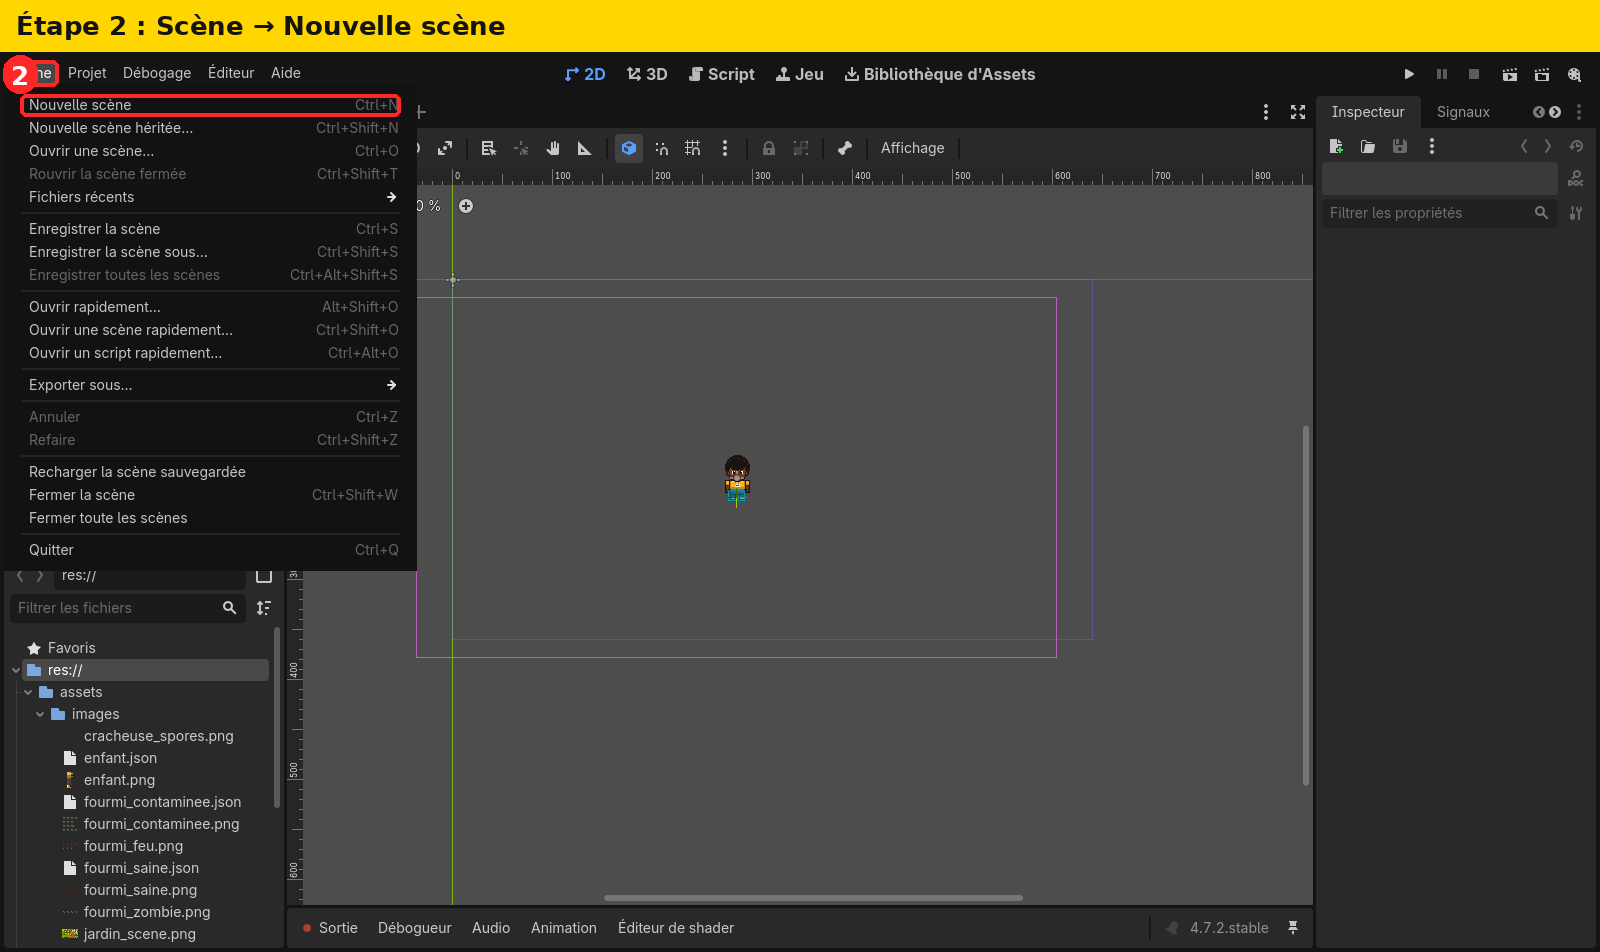 Étape 2 : Scène → Nouvelle scène
2
Projet Débogage Éditeur Aide
2D 3D Script Jeu Bibliothèque d'Assets
Nouvelle scène Ctrl+N
Nouvelle scène héritée... Ctrl+Shift+N
Ouvrir une scène... Ctrl+O
Rouvrir la scène fermée Ctrl+Shift+T
Fichiers récents
Enregistrer la scène Ctrl+S
Enregistrer la scène sous... Ctrl+Shift+S
Enregistrer toutes les scènes Ctrl+Alt+Shift+S
Ouvrir rapidement... Alt+Shift+O
Ouvrir une scène rapidement... Ctrl+Shift+O
Ouvrir un script rapidement... Ctrl+Alt+O
Exporter sous...
Annuler Ctrl+Z
Refaire Ctrl+Shift+Z
Recharger la scène sauvegardée
Fermer la scène Ctrl+Shift+W
Fermer toute les scènes
Quitter Ctrl+Q
Affichage
0 100 200 300 400 500 600 700 800
0 %
400
500
600
Inspecteur Signaux
DOC
Filtrer les propriétés
res://
Filtrer les fichiers
Favoris
res://
assets
images
cracheuse_spores.png
enfant.json
enfant.png
fourmi_contaminee.json
fourmi_contaminee.png
fourmi_feu.png
fourmi_saine.json
fourmi_saine.png
fourmi_zombie.png
jardin_scene.png
Sortie Débogueur Audio Animation Éditeur de shader 4.7.2.stable